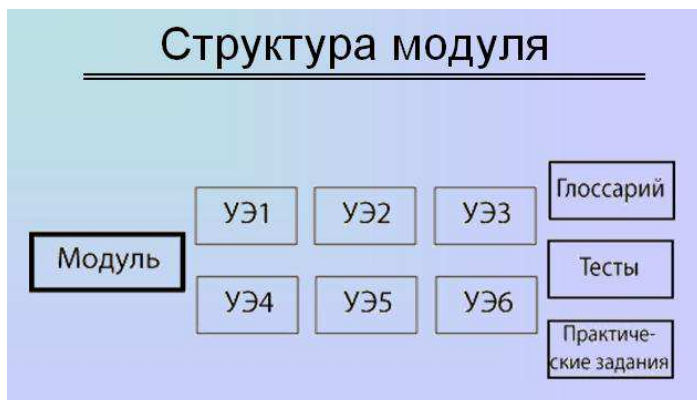 Структура модуля
Глоссарий
УЭ1 УЭ2 УЭ3
Модуль
Тесты
УЭ4 УЭ5 УЭ6
Практиче-
ские задания